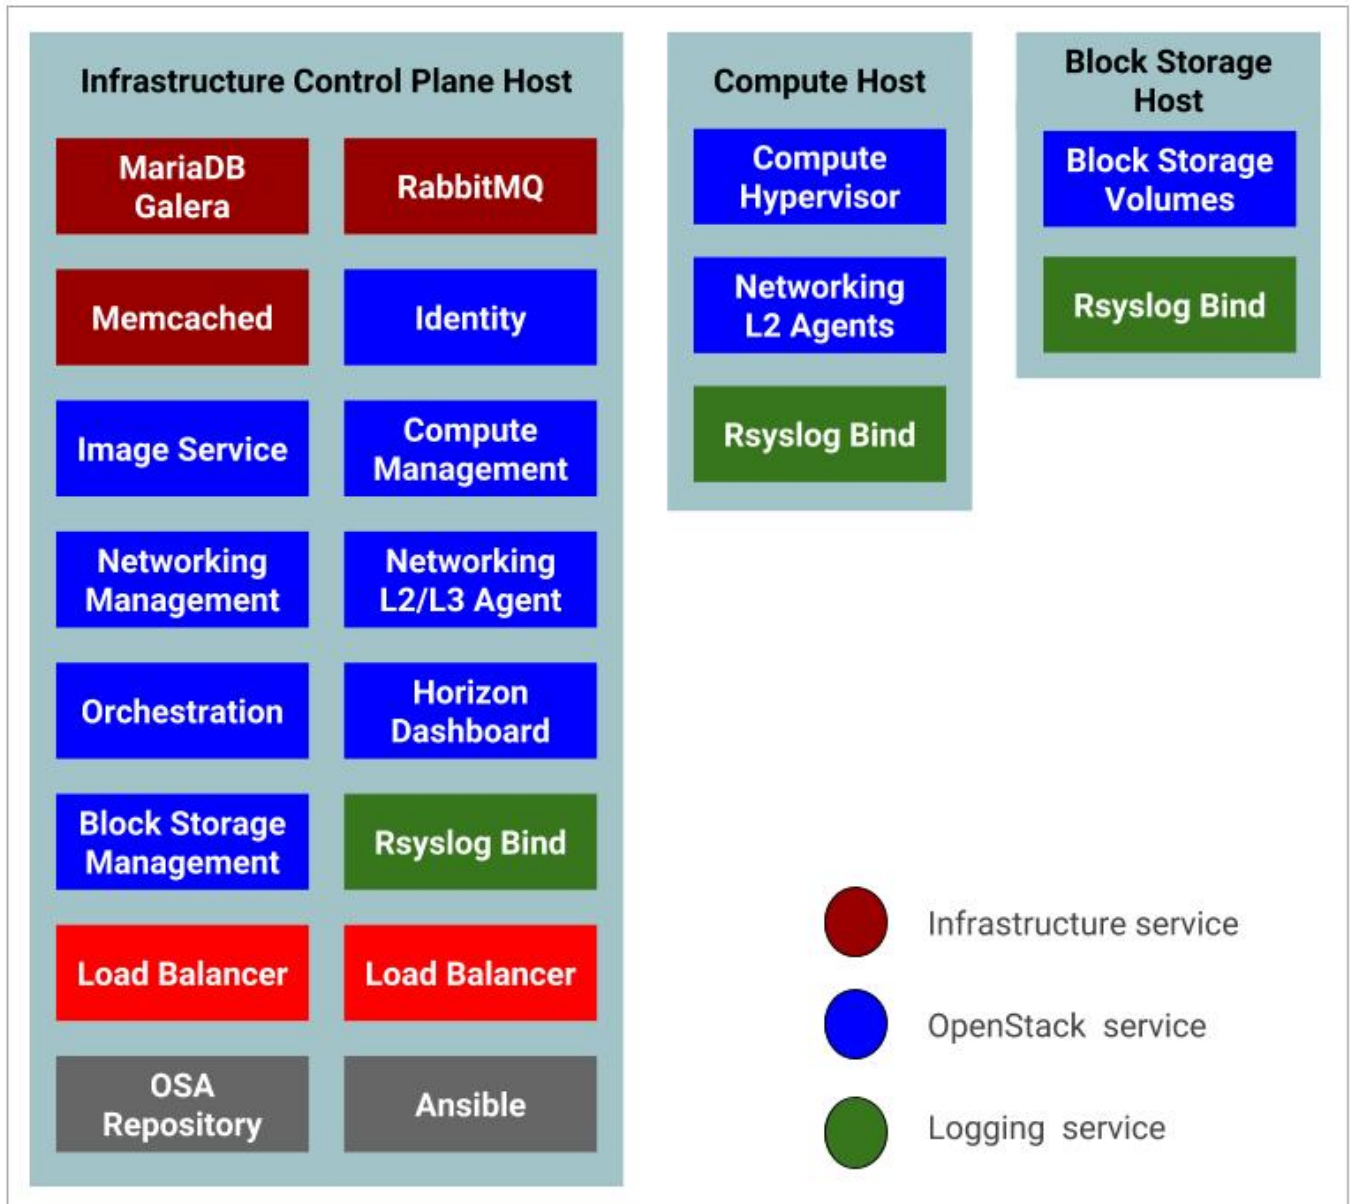 Infrastructure Control Plane Host
MariaDB
Galera
RabbitMQ
Memcached
Identity
Image Service
Compute
Management
Networking
Management
Networking
L2/L3 Agent
Orchestration
Horizon
Dashboard
Block Storage
Management
Rsyslog Bind
Load Balancer
Load Balancer
OSA
Repository
Ansible
Compute Host
Compute
Hypervisor
Networking
L2 Agents
Rsyslog Bind
Block Storage
Host
Block Storage
Volumes
Rsyslog Bind
Infrastructure service
OpenStack service
Logging service